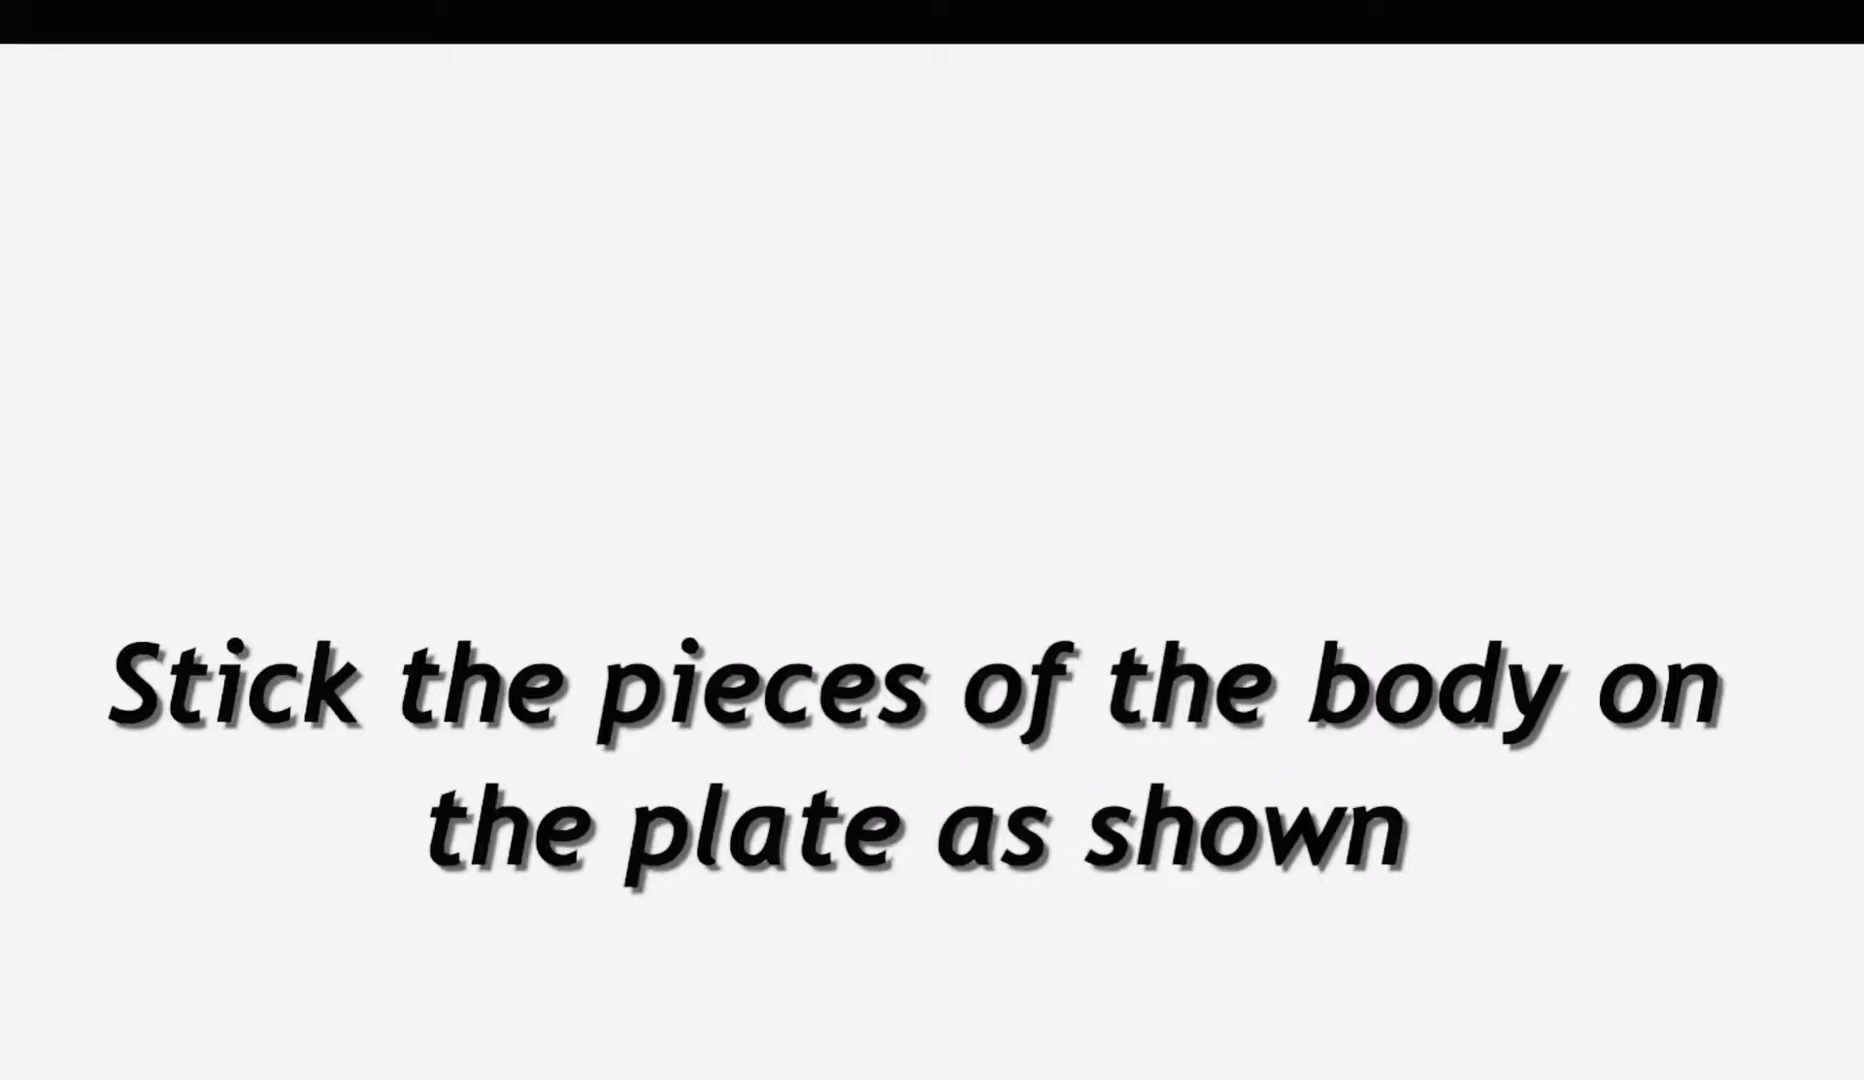 Stick the pieces of the body on
the plate as shown